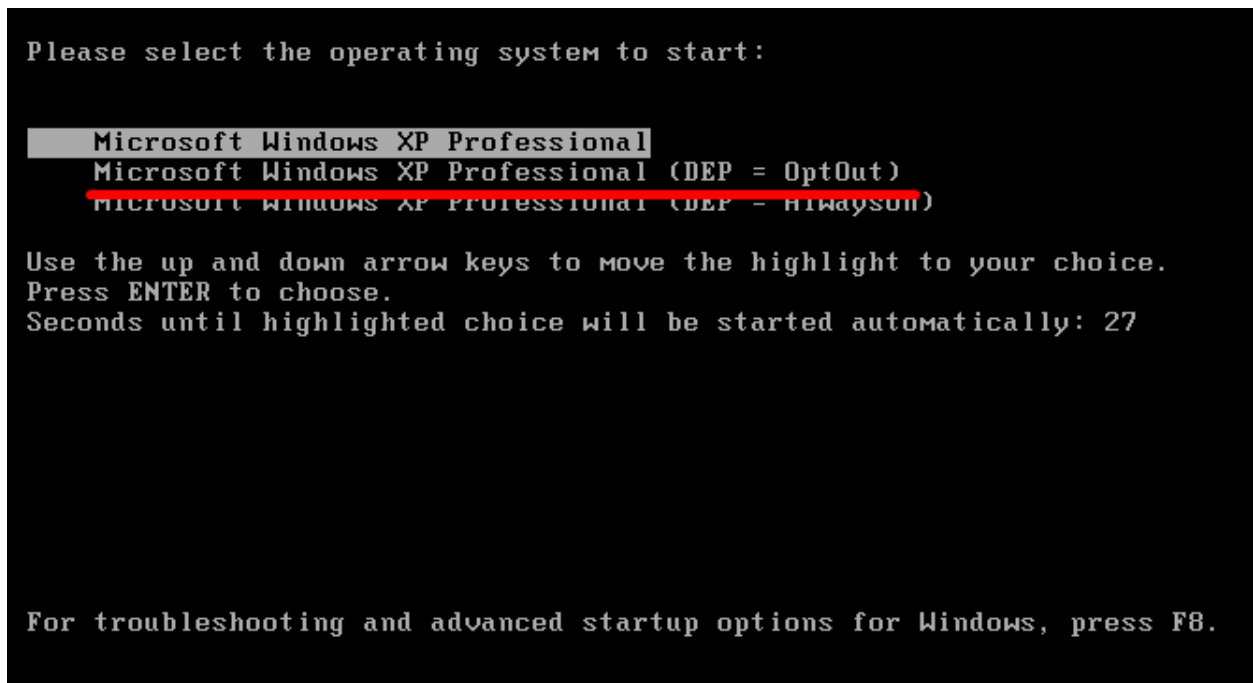 Please select the operating system to start:
Microsoft Windows XP Professional
Microsoft Windows XP Professional (DEP = OptOut)
Microsoft Windows XP Professional (DEP = AlwaysOn)
Use the up and down arrow keys to move the highlight to your choice.
Press ENTER to choose.
Seconds until highlighted choice will be started automatically: 27
For troubleshooting and advanced startup options for Windows, press F8.